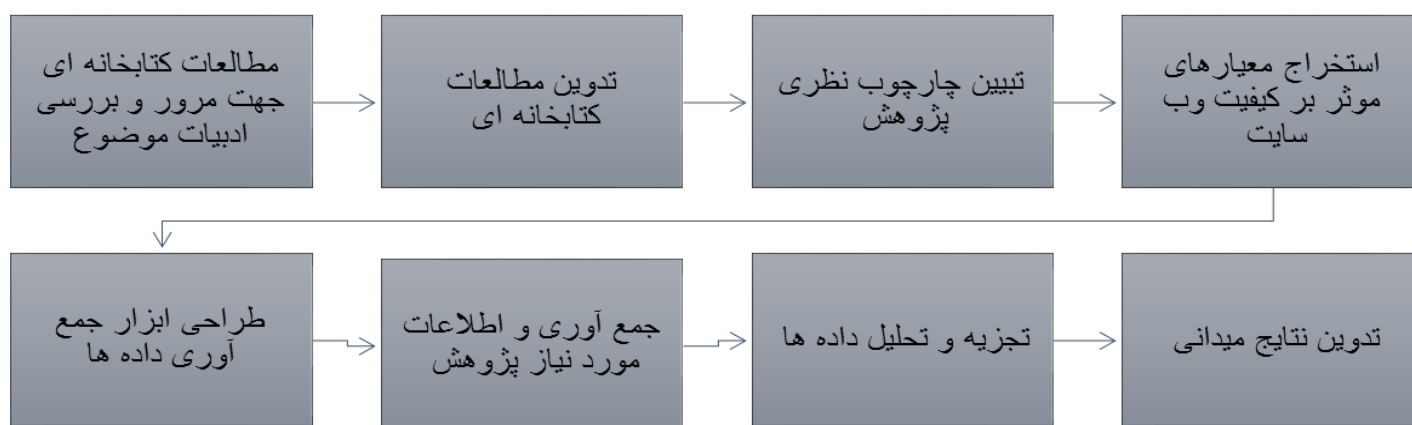 مطالعات کتابخانه ای
جهت مرور و بررسی
ادبیات موضوع
تدوین مطالعات
کتابخانه ای
تبیین چارچوب نظری
پژوهش
استخراج معیارهای
موثر بر کیفیت وب
سایت
طراحی ابزار جمع
آوری داده ها
جمع آوری و اطلاعات
مورد نیاز پژوهش
تجزیه و تحلیل داده ها
تدوین نتایج میدانی